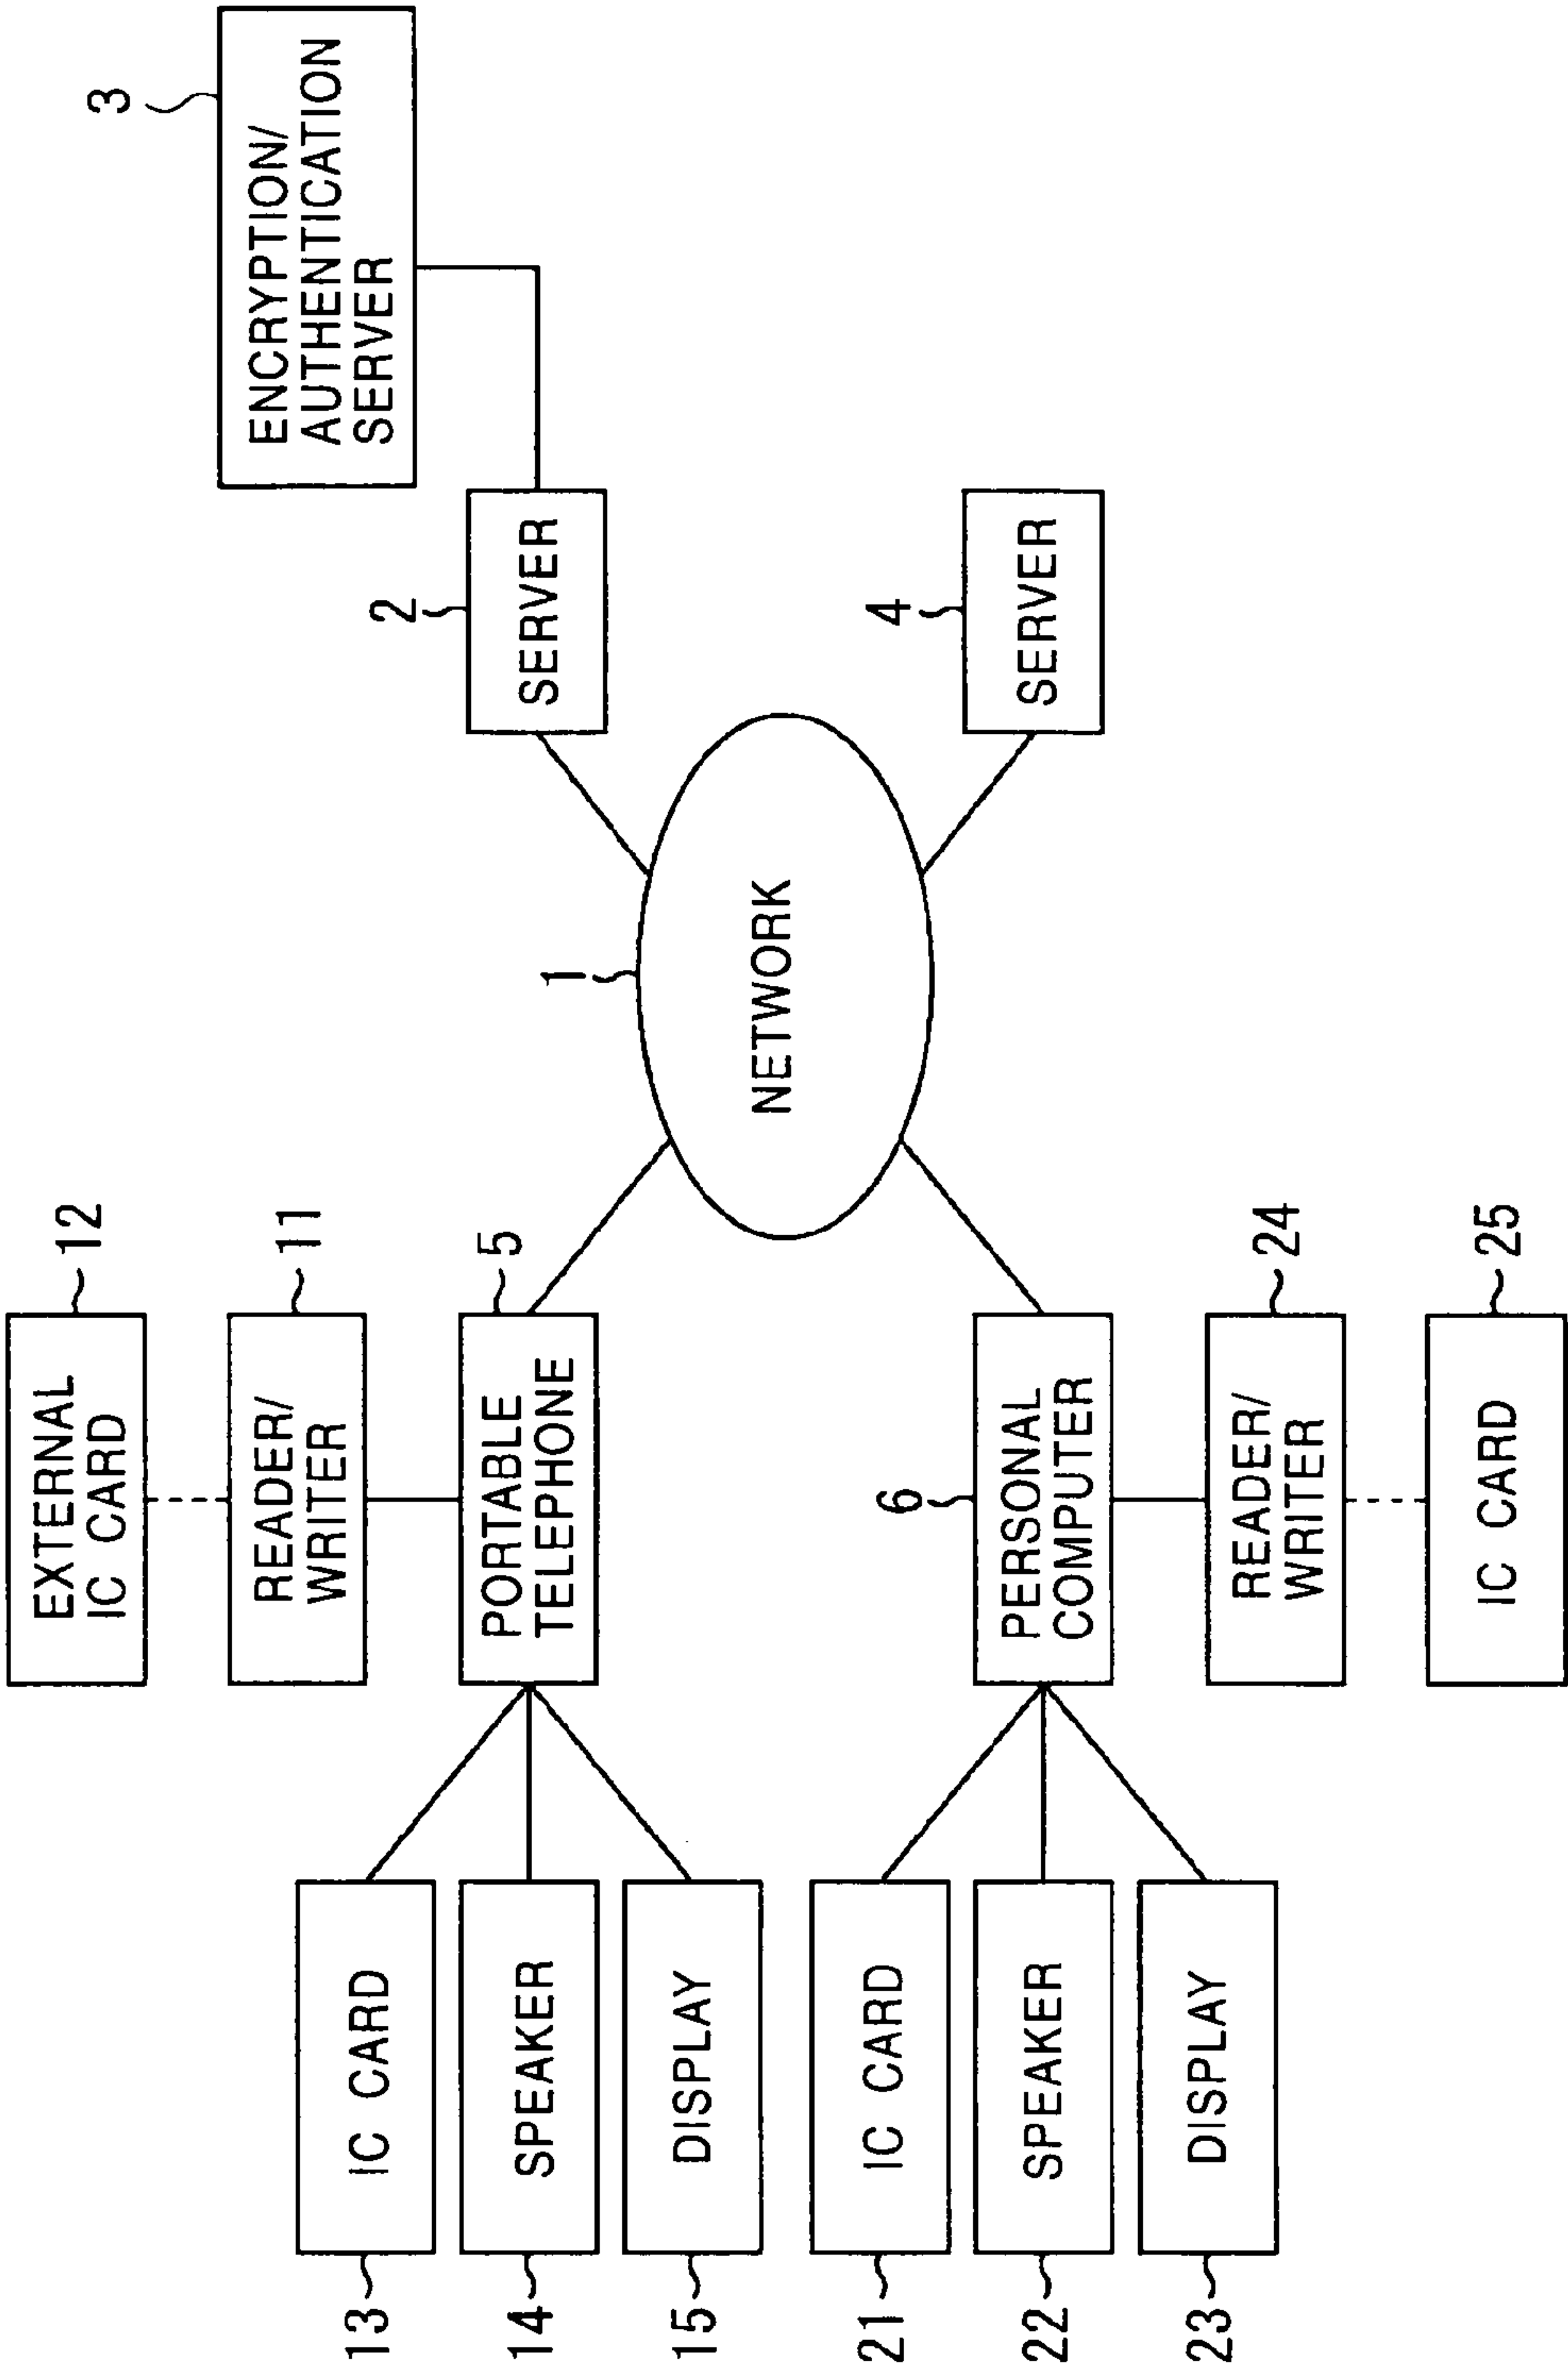 EXTERNAL
IC CARD
12
READER/
WRITER
11
PORTABLE
TELEPHONE
5
IC CARD
13
SPEAKER
14
DISPLAY
15
NETWORK
1
SERVER
2
ENCRYPTION/
AUTHENTICATION
SERVER
3
SERVER
4
PERSONAL
COMPUTER
6
IC CARD
21
SPEAKER
22
DISPLAY
23
READER/
WRITER
24
IC CARD
25